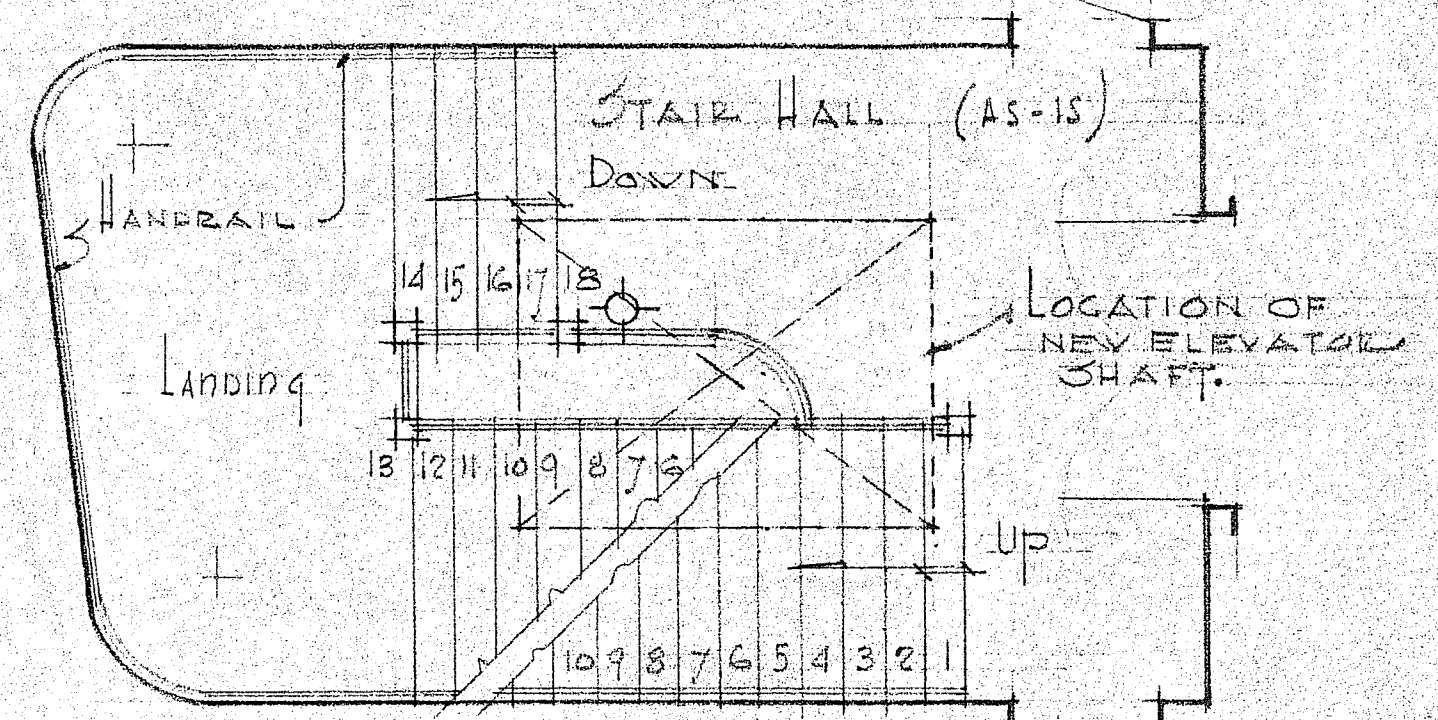 STAIR HALL (AS-IS)
DOWN
HANDRAIL
14 15 16 17 18
LOCATION OF
NEW ELEVATOR
SHAFT.
LANDING
13 12 11 10 9 8 7 6
UP
10 9 8 7 6 5 4 3 2 1